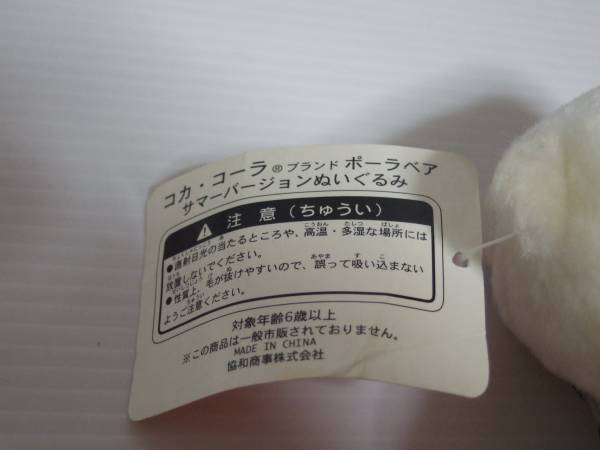 コカ・コーラ® ブランド ポーラベア
サマーバージョンぬいぐるみ
注意（ちゅうい）
●直射日光の当たるところや、高温・多湿な場所には
放置しないでください。
●性質上、毛が抜けやすいので、誤って吸い込まない
ようご注意ください。
対象年齢6歳以上
※この商品は一般市販されておりません。
MADE IN CHINA
協和商事株式会社